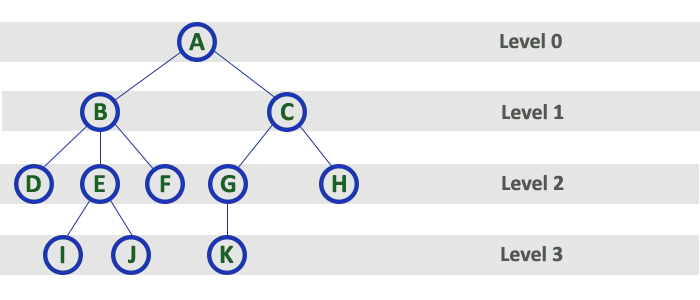 A Level 0
B C Level 1
D E F G H Level 2
I J K Level 3